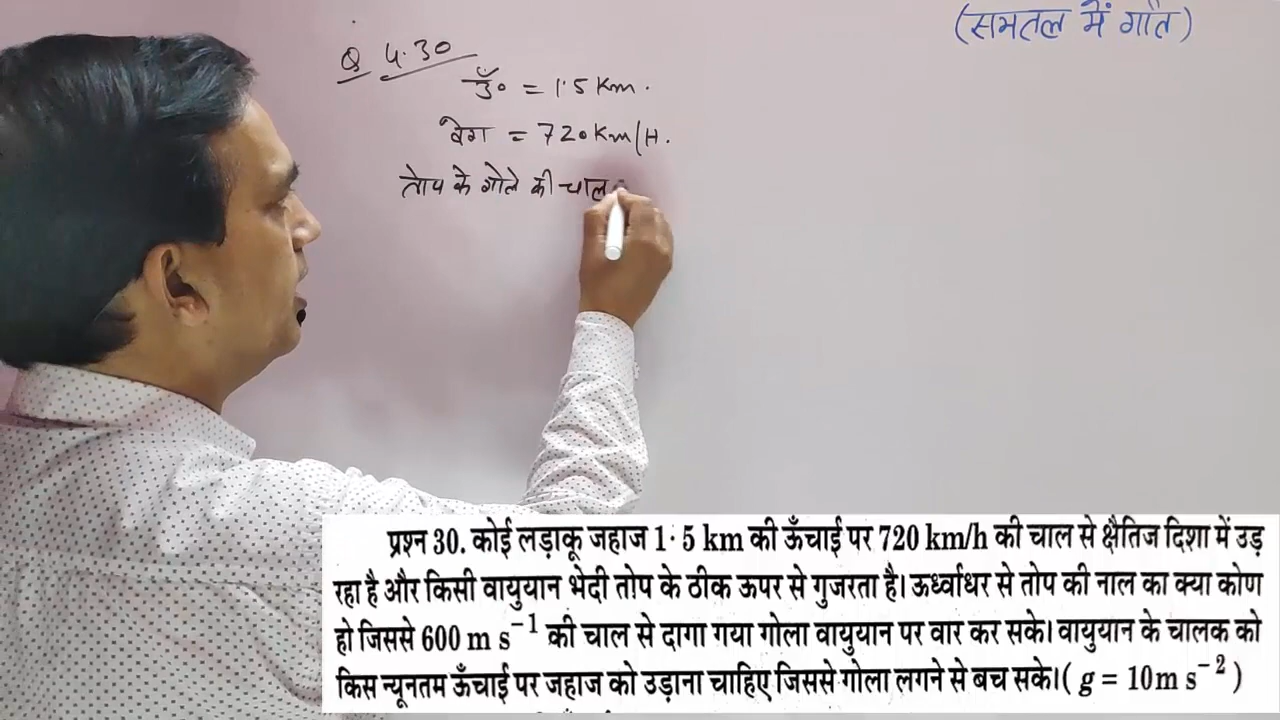 (समतल में गति)
Q 4.30
ऊँ० = 1.5 Km.
वेग = 720 Km/H.
तोप के गोले की चाल
प्रश्न 30. कोई लड़ाकू जहाज 1·5 km की ऊँचाई पर 720 km/h की चाल से क्षैतिज दिशा में उड़
रहा है और किसी वायुयान भेदी तोप के ठीक ऊपर से गुजरता है। ऊर्ध्वाधर से तोप की नाल का क्या कोण
हो जिससे 600 m s⁻¹ की चाल से दागा गया गोला वायुयान पर वार कर सके। वायुयान के चालक को
किस न्यूनतम ऊँचाई पर जहाज को उड़ाना चाहिए जिससे गोला लगने से बच सके। ( g = 10 m s⁻² )